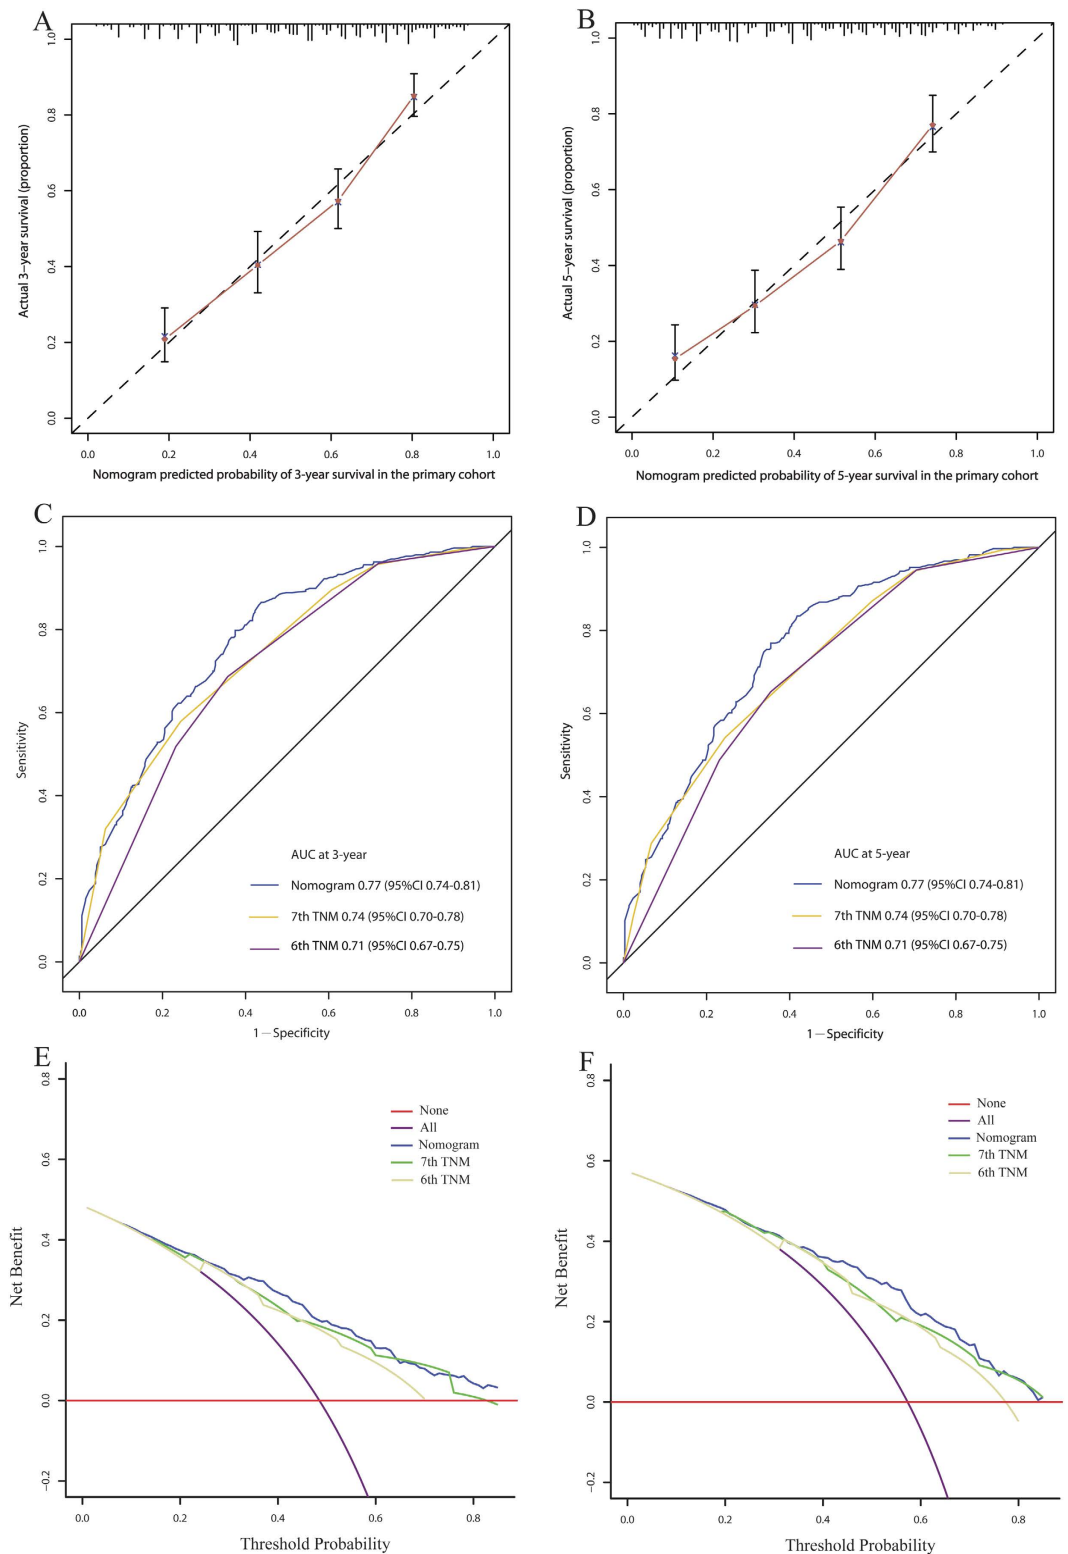 A
Actual 3−year survival (proportion)
1.0
0.8
0.6
0.4
0.2
0.0
0.0 0.2 0.4 0.6 0.8 1.0
Nomogram predicted probability of 3-year survival in the primary cohort
B
Actual 5−year survival (proportion)
1.0
0.8
0.6
0.4
0.2
0.0
0.0 0.2 0.4 0.6 0.8 1.0
Nomogram predicted probability of 5-year survival in the primary cohort
C
Sensitivity
1.0
0.8
0.6
0.4
0.2
0.0
AUC at 3-year
Nomogram 0.77 (95%CI 0.74-0.81)
7th TNM 0.74 (95%CI 0.70-0.78)
6th TNM 0.71 (95%CI 0.67-0.75)
0.0 0.2 0.4 0.6 0.8 1.0
1−Specificity
D
Sensitivity
1.0
0.8
0.6
0.4
0.2
0.0
AUC at 5-year
Nomogram 0.77 (95%CI 0.74-0.81)
7th TNM 0.74 (95%CI 0.70-0.78)
6th TNM 0.71 (95%CI 0.67-0.75)
0.0 0.2 0.4 0.6 0.8 1.0
1−Specificity
E
Net Benefit
0.8
0.6
0.4
0.2
0.0
−0.2
None
All
Nomogram
7th TNM
6th TNM
0.0 0.2 0.4 0.6 0.8
Threshold Probability
F
Net Benefit
0.8
0.6
0.4
0.2
0.0
−0.2
None
All
Nomogram
7th TNM
6th TNM
0.0 0.2 0.4 0.6 0.8
Threshold Probability